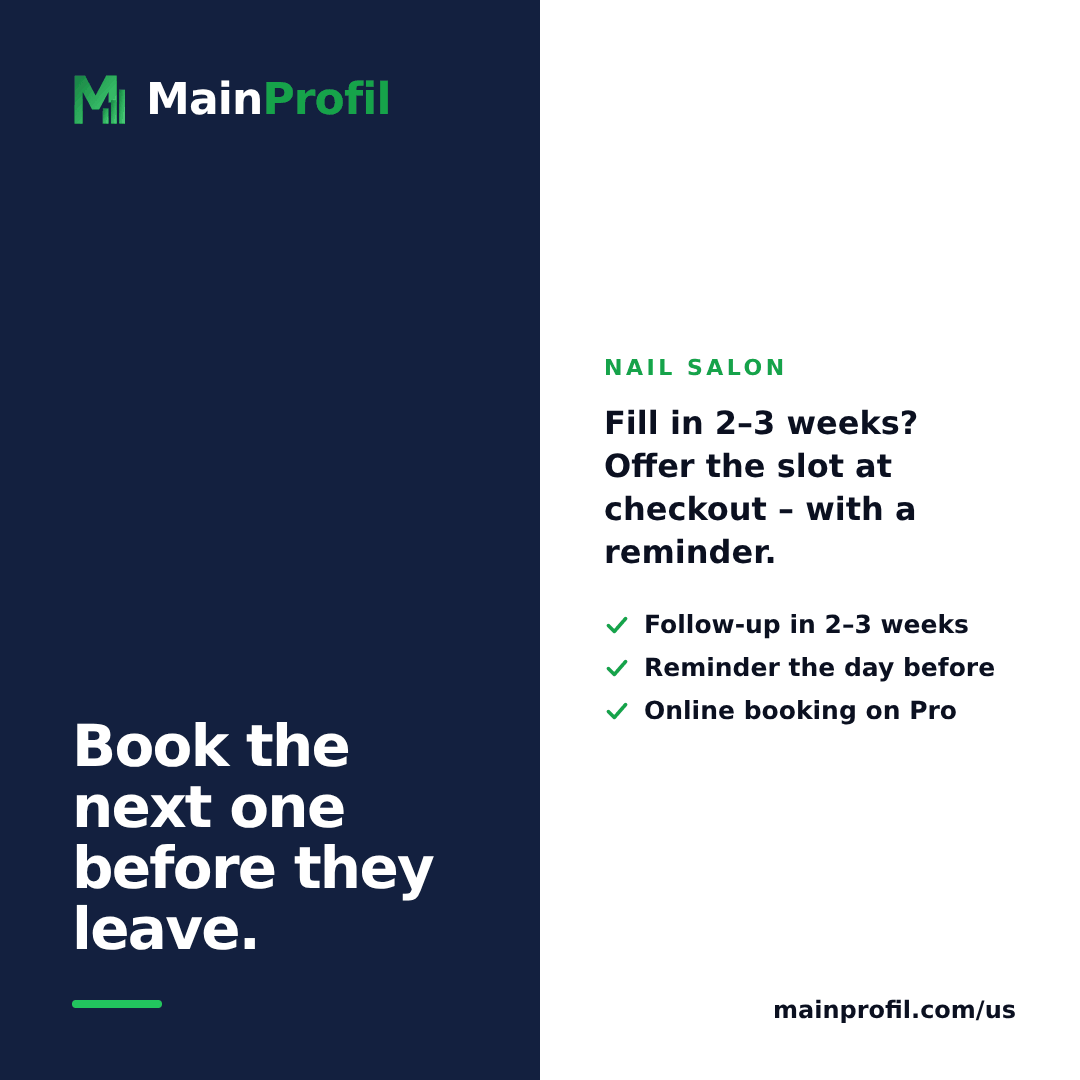 MainProfil
Book the
next one
before they
leave.
NAIL SALON
Fill in 2–3 weeks?
Offer the slot at
checkout – with a
reminder.
Follow-up in 2–3 weeks
Reminder the day before
Online booking on Pro
mainprofil.com/us